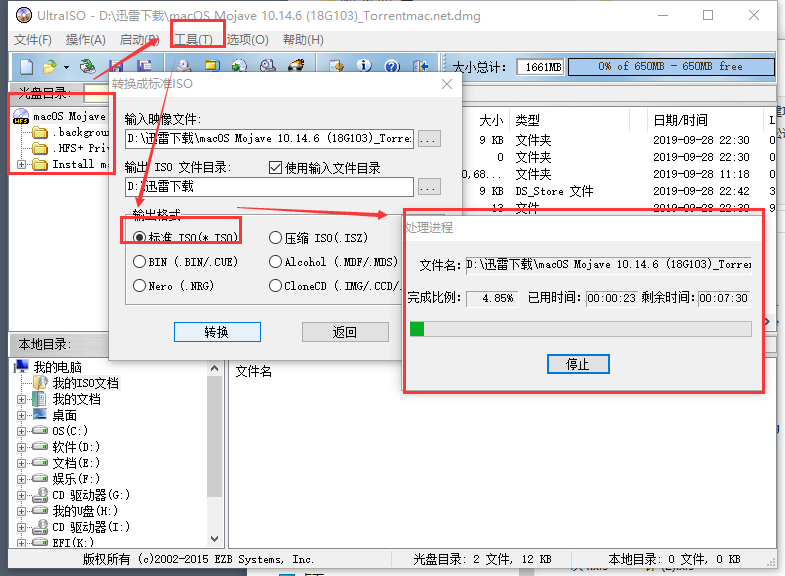 UltraISO - D:\迅雷下载\macOS Mojave 10.14.6 (18G103)_Torrentmac.net.dmg
文件(F) 操作(A) 启动(B) 工具(T) 选项(O) 帮助(H)
大小总计: 1661MB 0% of 650MB - 650MB free
光盘目录:
macOS Mojave
.backgrou
.HFS+ Pri
Install m
大小 类型 日期/时间 L
9 KB 文件夹 2019-09-28 22:30
0 文件夹 2019-09-28 22:30
0,68... 文件夹 2019-09-28 11:18
9 KB DS_Store 文件 2019-09-28 22:42
13 文件 2019-09-28 22:30
转换成标准ISO
输入映像文件:
D:\迅雷下载\macOS Mojave 10.14.6 (18G103)_Torre
...
输出 ISO 文件目录: 使用输入文件目录
D:\迅雷下载
...
输出格式
标准 ISO(*.ISO) 压缩 ISO(.ISZ)
BIN (.BIN/.CUE) Alcohol (.MDF/.MDS)
Nero (.NRG) CloneCD (.IMG/.CCD/.
转换 返回
处理进程
文件名: D:\迅雷下载\macOS Mojave 10.14.6 (18G103)_Torre
完成比例: 4.85% 已用时间: 00:00:23 剩余时间: 00:07:30
停止
本地目录:
我的电脑
我的ISO文档
我的文档
桌面
OS(C:)
软件(D:)
文档(E:)
娱乐(F:)
CD 驱动器(G:)
我的U盘(H:)
CD 驱动器(I:)
EFI(K:)
文件名
版权所有 (c)2002-2015 EZB Systems, Inc. 光盘目录: 2 文件, 12 KB 本地目录: 0 文件, 0 KB